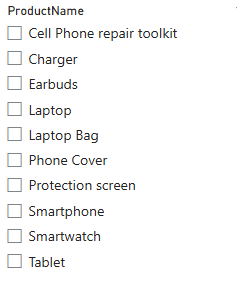 ProductName
Cell Phone repair toolkit
Charger
Earbuds
Laptop
Laptop Bag
Phone Cover
Protection screen
Smartphone
Smartwatch
Tablet